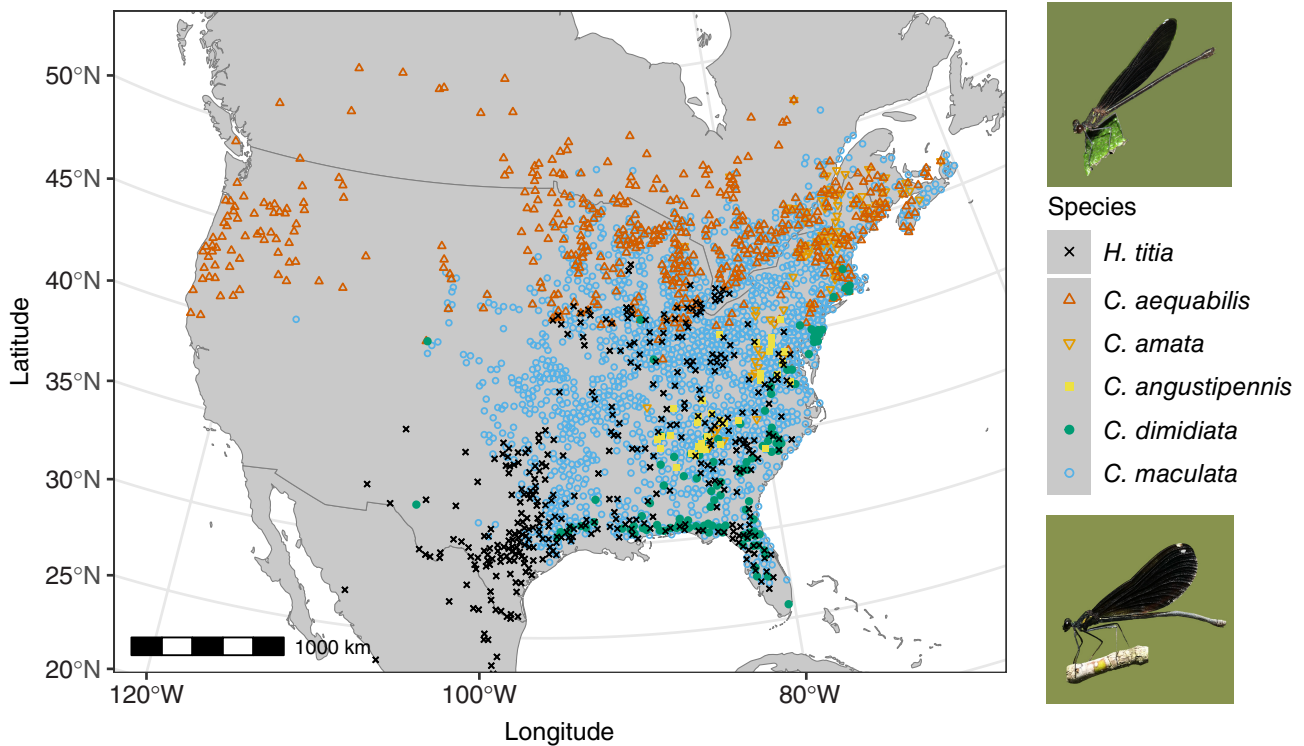 50°N
45°N
40°N
35°N
30°N
25°N
20°N
Latitude
1000 km
120°W
100°W
80°W
Longitude
Species
H. titia
C. aequabilis
C. amata
C. angustipennis
C. dimidiata
C. maculata